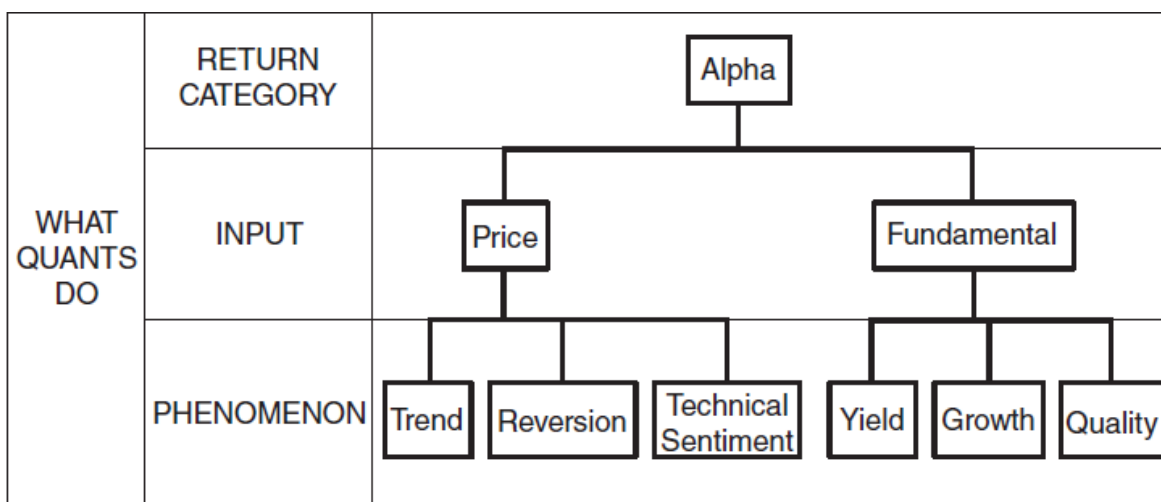 WHAT
QUANTS
DO
RETURN
CATEGORY
Alpha
INPUT
Price
Fundamental
PHENOMENON
Trend
Reversion
Technical
Sentiment
Yield
Growth
Quality